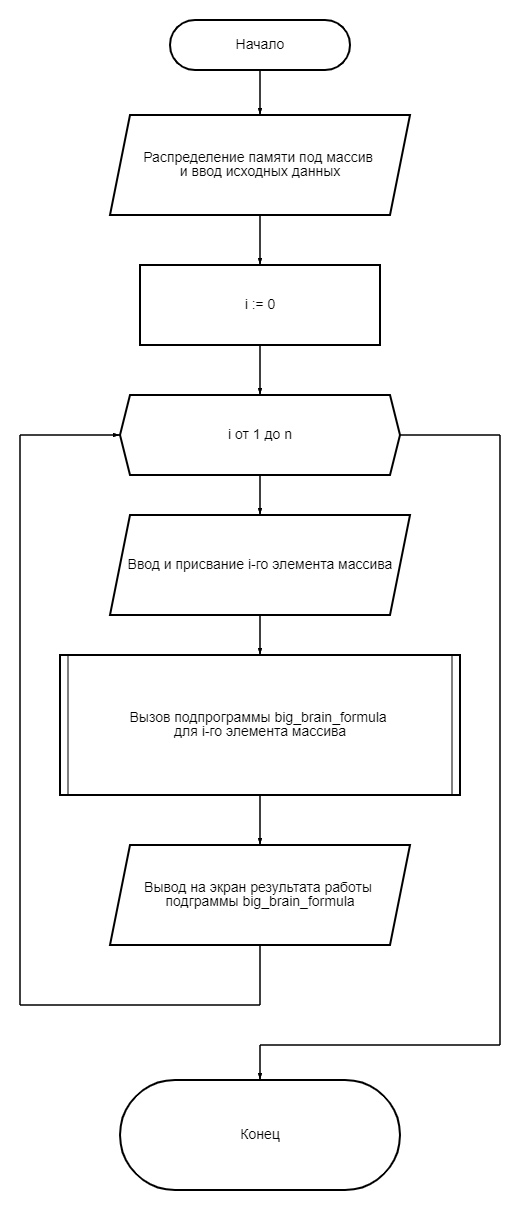 Начало
Распределение памяти под массив
и ввод исходных данных
i := 0
i от 1 до n
Ввод и присвание i-го элемента массива
Вызов подпрограммы big_brain_formula
для i-го элемента массива
Вывод на экран результата работы
подграммы big_brain_formula
Конец